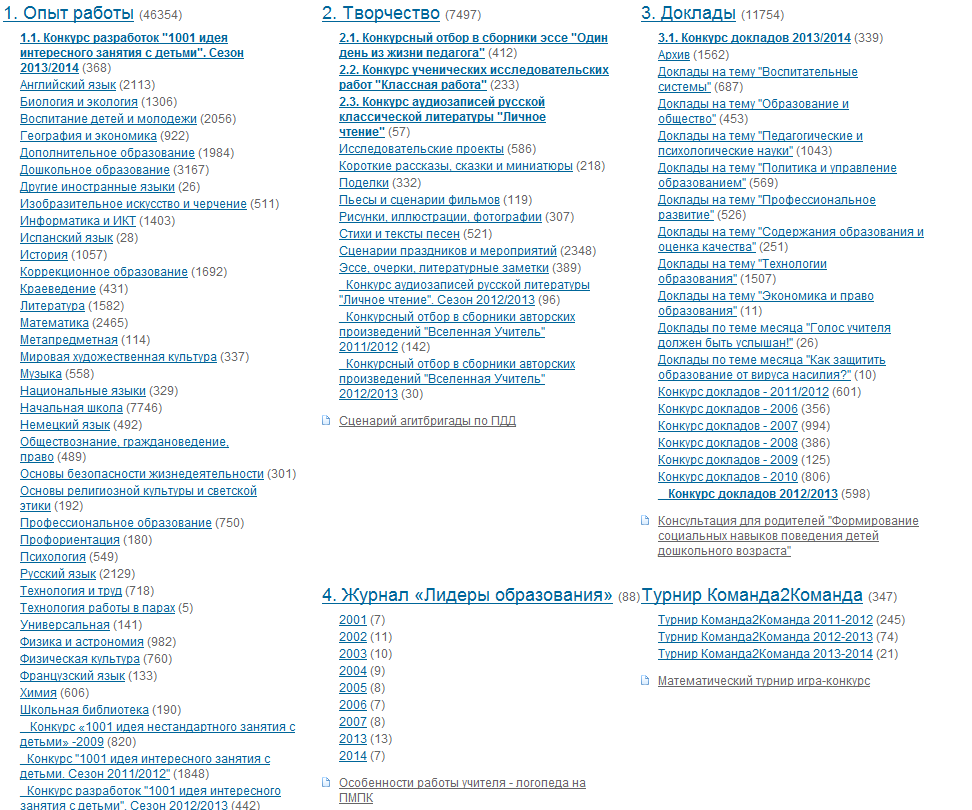 1. Опыт работы (46354)
1.1. Конкурс разработок "1001 идея
интересного занятия с детьми". Сезон
2013/2014 (368)
Английский язык (2113)
Биология и экология (1306)
Воспитание детей и молодежи (2056)
География и экономика (922)
Дополнительное образование (1984)
Дошкольное образование (3167)
Другие иностранные языки (26)
Изобразительное искусство и черчение (511)
Информатика и ИКТ (1403)
Испанский язык (28)
История (1057)
Коррекционное образование (1692)
Краеведение (431)
Литература (1582)
Математика (2465)
Метапредметная (114)
Мировая художественная культура (337)
Музыка (558)
Национальные языки (329)
Начальная школа (7746)
Немецкий язык (492)
Обществознание, граждановедение,
право (489)
Основы безопасности жизнедеятельности (301)
Основы религиозной культуры и светской
этики (192)
Профессиональное образование (750)
Профориентация (180)
Психология (549)
Русский язык (2129)
Технология и труд (718)
Технология работы в парах (5)
Универсальная (141)
Физика и астрономия (982)
Физическая культура (760)
Французский язык (133)
Химия (606)
Школьная библиотека (190)
Конкурс «1001 идея нестандартного занятия с
детьми» -2009 (820)
Конкурс "1001 идея интересного занятия с
детьми. Сезон 2011/2012" (1848)
Конкурс разработок "1001 идея интересного
занятия с детьми". Сезон 2012/2013 (442)
2. Творчество (7497)
2.1. Конкурсный отбор в сборники эссе "Один
день из жизни педагога" (412)
2.2. Конкурс ученических исследовательских
работ "Классная работа" (233)
2.3. Конкурс аудиозаписей русской
классической литературы "Личное
чтение" (57)
Исследовательские проекты (586)
Короткие рассказы, сказки и миниатюры (218)
Поделки (332)
Пьесы и сценарии фильмов (119)
Рисунки, иллюстрации, фотографии (307)
Стихи и тексты песен (521)
Сценарии праздников и мероприятий (2348)
Эссе, очерки, литературные заметки (389)
Конкурс аудиозаписей русской литературы
"Личное чтение". Сезон 2012/2013 (96)
Конкурсный отбор в сборники авторских
произведений "Вселенная Учитель"
2011/2012 (142)
Конкурсный отбор в сборники авторских
произведений "Вселенная Учитель"
2012/2013 (30)
Сценарий агитбригады по ПДД
3. Доклады (11754)
3.1. Конкурс докладов 2013/2014 (339)
Архив (1562)
Доклады на тему "Воспитательные
системы" (687)
Доклады на тему "Образование и
общество" (453)
Доклады на тему "Педагогические и
психологические науки" (1043)
Доклады на тему "Политика и управление
образованием" (569)
Доклады на тему "Профессиональное
развитие" (526)
Доклады на тему "Содержания образования и
оценка качества" (251)
Доклады на тему "Технологии
образования" (1507)
Доклады на тему "Экономика и право
образования" (11)
Доклады по теме месяца "Голос учителя
должен быть услышан!" (26)
Доклады по теме месяца "Как защитить
образование от вируса насилия?" (10)
Конкурс докладов - 2011/2012 (601)
Конкурс докладов - 2006 (356)
Конкурс докладов - 2007 (994)
Конкурс докладов - 2008 (386)
Конкурс докладов - 2009 (125)
Конкурс докладов - 2010 (806)
Конкурс докладов 2012/2013 (598)
Консультация для родителей "Формирование
социальных навыков поведения детей
дошкольного возраста"
4. Журнал «Лидеры образования» (88)
2001 (7)
2002 (11)
2003 (10)
2004 (9)
2005 (8)
2006 (7)
2007 (8)
2013 (13)
2014 (7)
Особенности работы учителя - логопеда на
ПМПК
Турнир Команда2Команда (347)
Турнир Команда2Команда 2011-2012 (245)
Турнир Команда2Команда 2012-2013 (74)
Турнир Команда2Команда 2013-2014 (21)
Математический турнир игра-конкурс